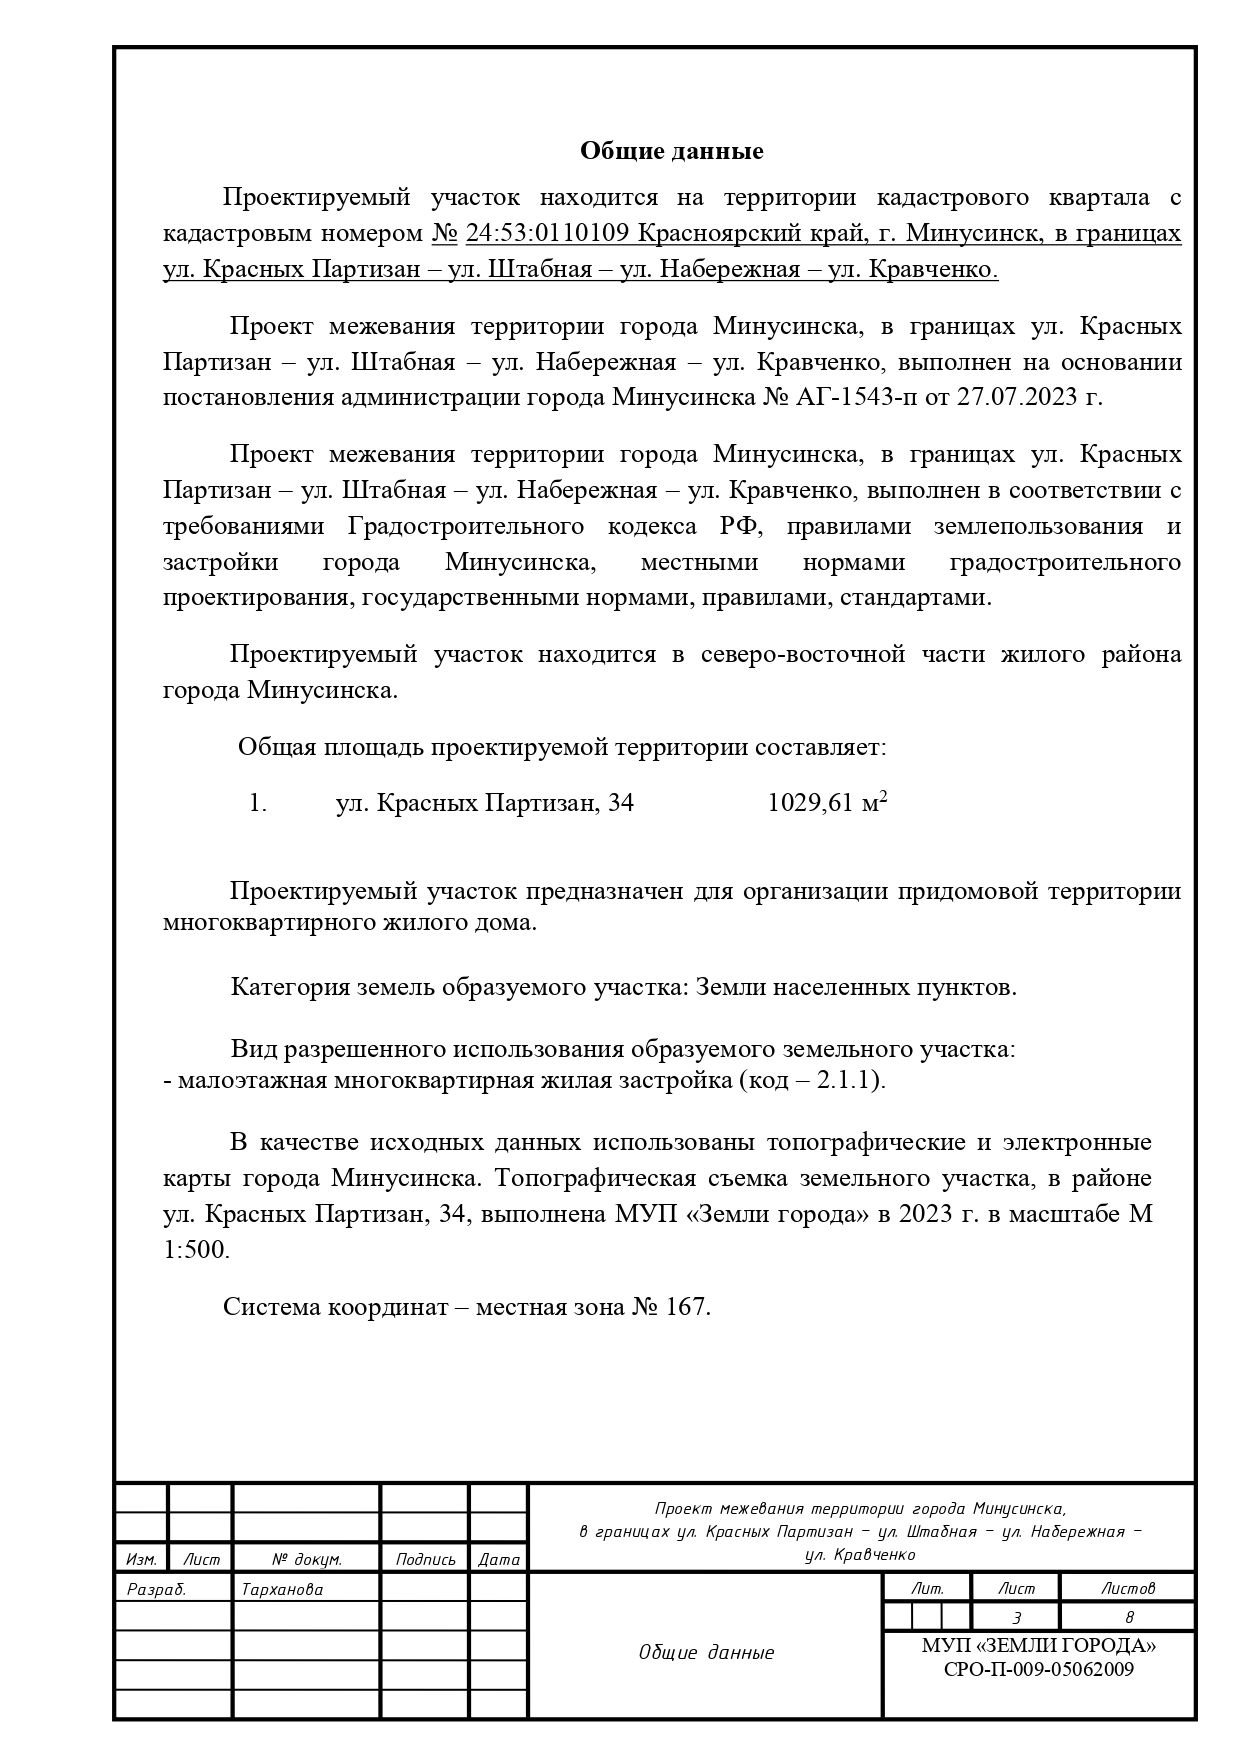 Общие данные
Проектируемый участок находится на территории кадастрового квартала с
кадастровым номером № 24:53:0110109 Красноярский край, г. Минусинск, в границах
ул. Красных Партизан – ул. Штабная – ул. Набережная – ул. Кравченко.
Проект межевания территории города Минусинска, в границах ул. Красных
Партизан – ул. Штабная – ул. Набережная – ул. Кравченко, выполнен на основании
постановления администрации города Минусинска № АГ-1543-п от 27.07.2023 г.
Проект межевания территории города Минусинска, в границах ул. Красных
Партизан – ул. Штабная – ул. Набережная – ул. Кравченко, выполнен в соответствии с
требованиями Градостроительного кодекса РФ, правилами землепользования и
застройки города Минусинска, местными нормами градостроительного
проектирования, государственными нормами, правилами, стандартами.
Проектируемый участок находится в северо-восточной части жилого района
города Минусинска.
Общая площадь проектируемой территории составляет:
1. ул. Красных Партизан, 34 1029,61 м²
Проектируемый участок предназначен для организации придомовой территории
многоквартирного жилого дома.
Категория земель образуемого участка: Земли населенных пунктов.
Вид разрешенного использования образуемого земельного участка:
- малоэтажная многоквартирная жилая застройка (код – 2.1.1).
В качестве исходных данных использованы топографические и электронные
карты города Минусинска. Топографическая съемка земельного участка, в районе
ул. Красных Партизан, 34, выполнена МУП «Земли города» в 2023 г. в масштабе М
1:500.
Система координат – местная зона № 167.
Проект межевания территории города Минусинска,
в границах ул. Красных Партизан – ул. Штабная – ул. Набережная –
ул. Кравченко
Изм. Лист № докум. Подпись Дата
Разраб. Тарханова
Общие данные
Лит. Лист Листов
3 8
МУП «ЗЕМЛИ ГОРОДА»
СРО-П-009-05062009